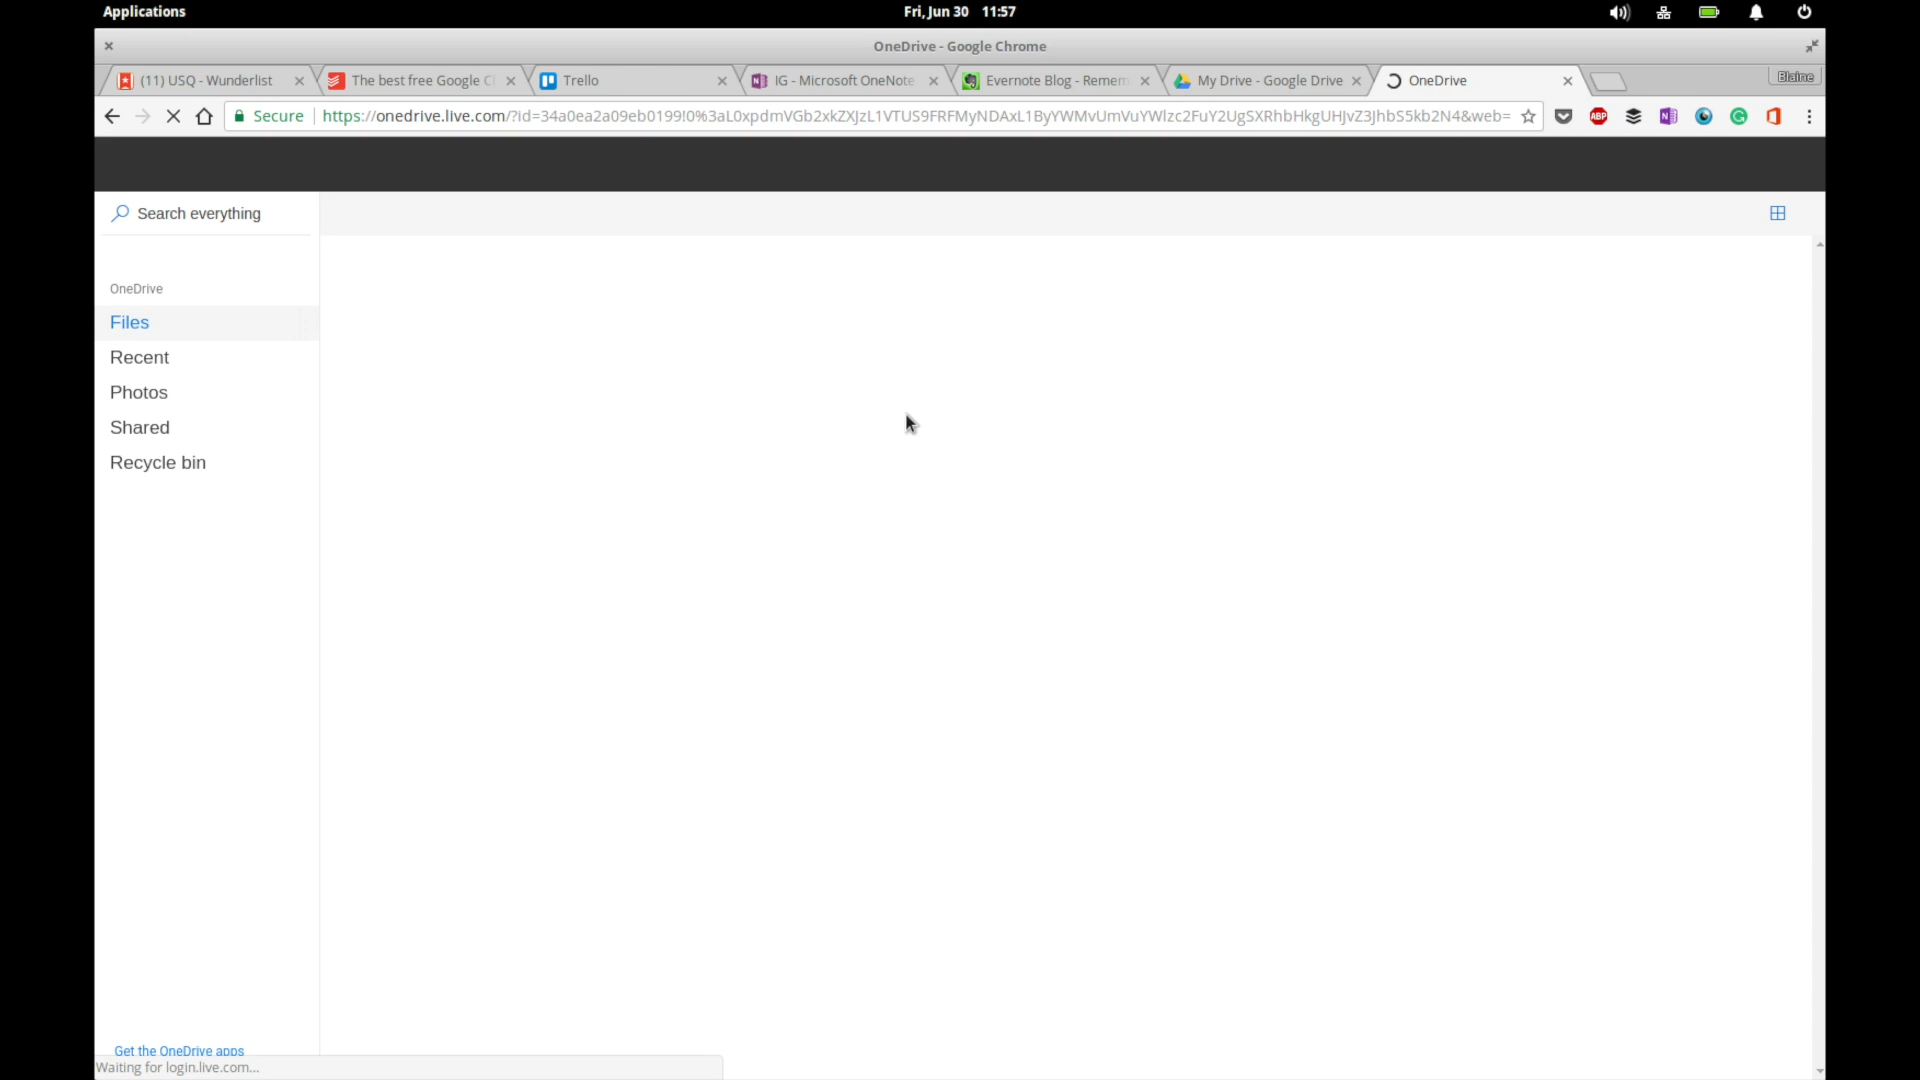 Applications
Fri, Jun 30 11:57
OneDrive - Google Chrome
(11) USQ - Wunderlist
The best free Google Cl
Trello
IG - Microsoft OneNote
Evernote Blog - Remem
My Drive - Google Drive
OneDrive
Blaine
Secure
https://onedrive.live.com/?id=34a0ea2a09eb0199!0%3aL0xpdmVGb2xkZXJzL1VTUS9FRFMyNDAxL1ByYWMvUmVuYWlzc2FuY2UgSXRhbHkgUHJvZ3JhbS5kb2N4&web=
ABP
Search everything
OneDrive
Files
Recent
Photos
Shared
Recycle bin
Get the OneDrive apps
Waiting for login.live.com...